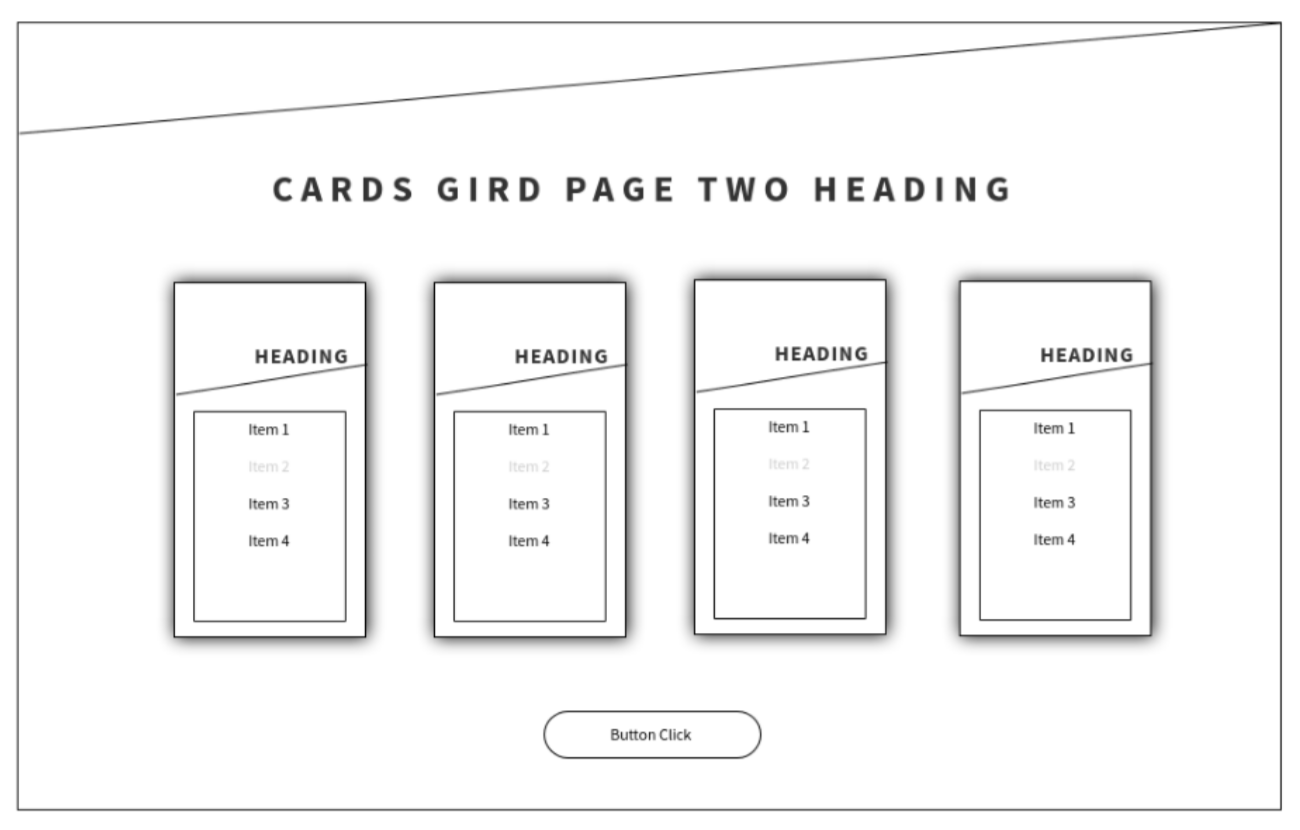 CARDS GIRD PAGE TWO HEADING
HEADING
Item 1
Item 2
Item 3
Item 4
HEADING
Item 1
Item 2
Item 3
Item 4
HEADING
Item 1
Item 2
Item 3
Item 4
HEADING
Item 1
Item 2
Item 3
Item 4
Button Click